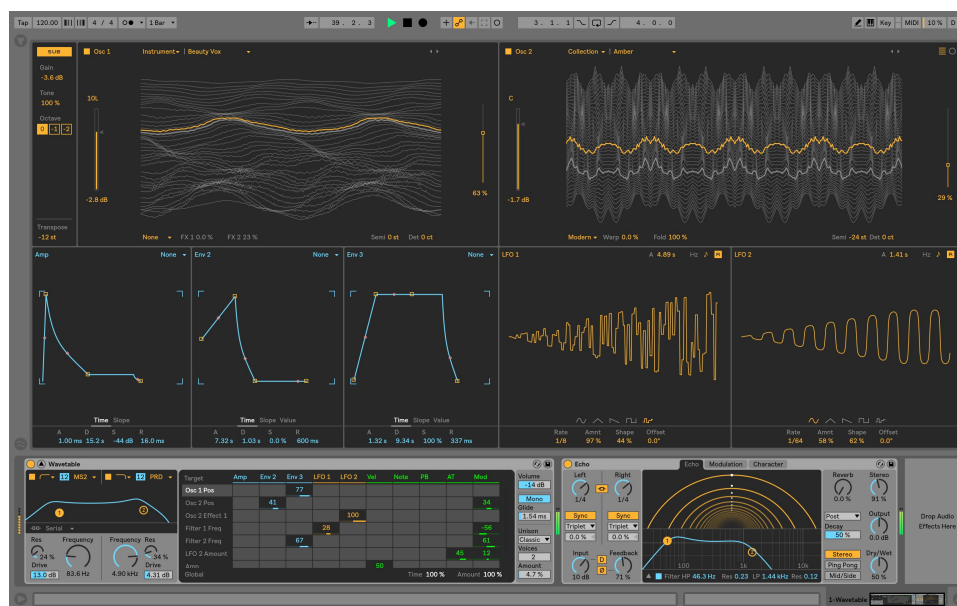 Tap 120.00 4 / 4 1 Bar 39 . 2 . 3 3 . 1 . 1 4 . 0 . 0 Key MIDI 10 % D
SUB Osc 1 Instrument | Beauty Vox Osc 2 Collection | Amber
Gain
-3.6 dB
Tone
100 %
Octave
0 -1 -2
10L C
63 % 29 %
-2.8 dB -1.7 dB
Transpose
-12 st
None FX 1 0.0 % FX 2 23 % Semi 0 st Det 0 ct Modern Warp 0.0 % Fold 100 % Semi -24 st Det 0 ct
Amp None Env 2 None Env 3 None LFO 1 A 4.89 s Hz R LFO 2 A 1.41 s Hz R
Time Slope Time Slope Value Time Slope Value
A D S R A D S R A D S R Rate Amnt Shape Offset Rate Amnt Shape Offset
1.00 ms 15.2 s -44 dB 16.0 ms 7.32 s 1.03 s 0.0 % 600 ms 1.32 s 9.34 s 100 % 337 ms 1/8 97 % 44 % 0.0° 1/64 58 % 62 % 0.0°
Wavetable
12 MS2 12 PRD
1 2
Serial
Res Frequency Frequency Res
24 % 34 %
Drive Drive
13.0 dB 83.6 Hz 4.90 kHz 4.31 dB
Target Amp Env 2 Env 3 LFO 1 LFO 2 Vel Note PB AT Mod
Osc 1 Pos 77
Osc 2 Pos 41 34
Osc 2 Effect 1 100
Filter 1 Freq 28 -56
Filter 2 Freq 67 61
LFO 2 Amount 45 12
Amp 50
Global Time 100 % Amount 100 %
Volume
-14 dB
Mono
Glide
1.54 ms
Unison
Classic
Voices
2
Amount
4.7 %
Echo
Left Right
1/4 1/4
Sync Sync
Triplet Triplet
0.0 % 0.0 %
Input D Feedback
10 dB Ø 71 %
Echo Modulation Character
1 2
100 1k 10k
Filter HP 46.3 Hz Res 0.23 LP 1.44 kHz Res 0.12
Reverb Stereo
0.0 % 91 %
Post Output
Decay
50 % 0.0 dB
Stereo Dry/Wet
Ping Pong
Mid/Side 50 %
Drop Audio
Effects Here
1-Wavetable